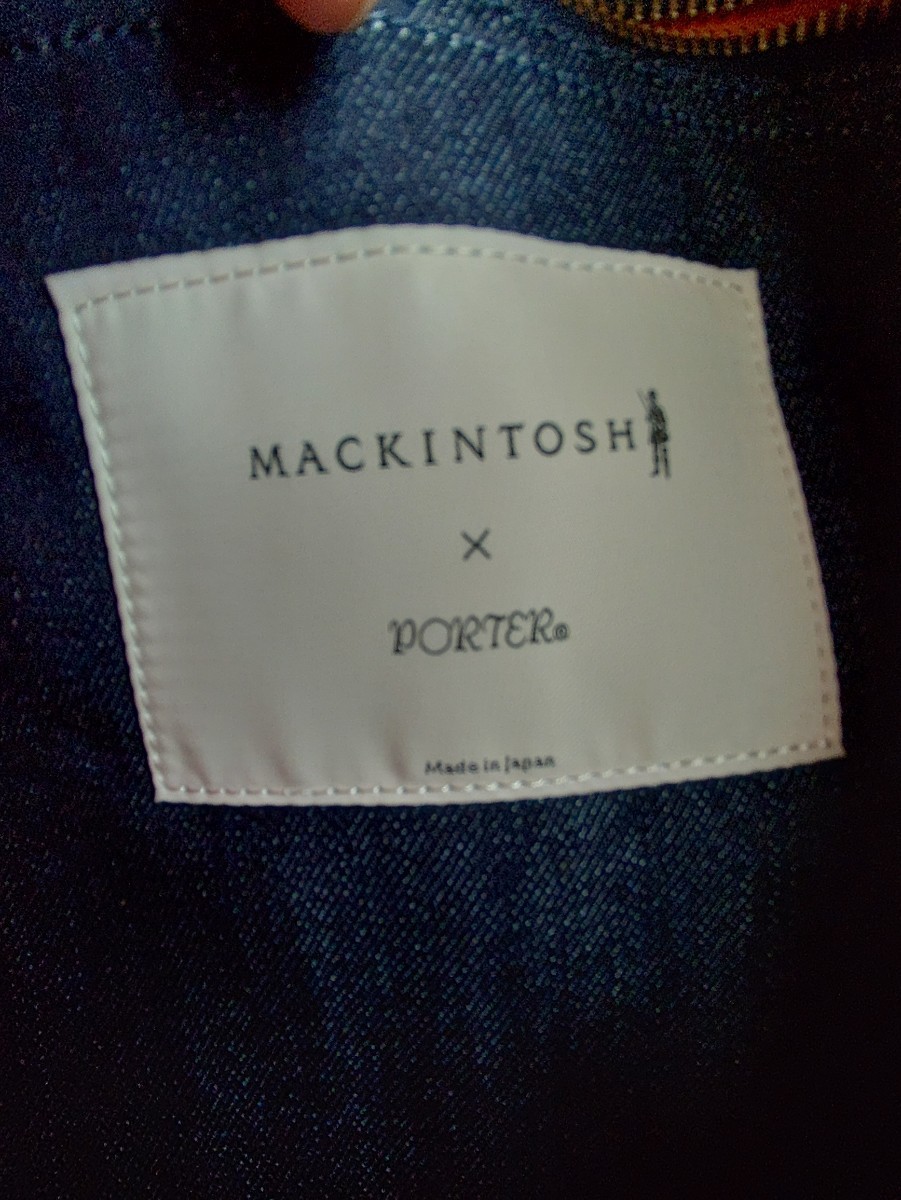 MACKINTOSH
×
PORTER®
Made in Japan